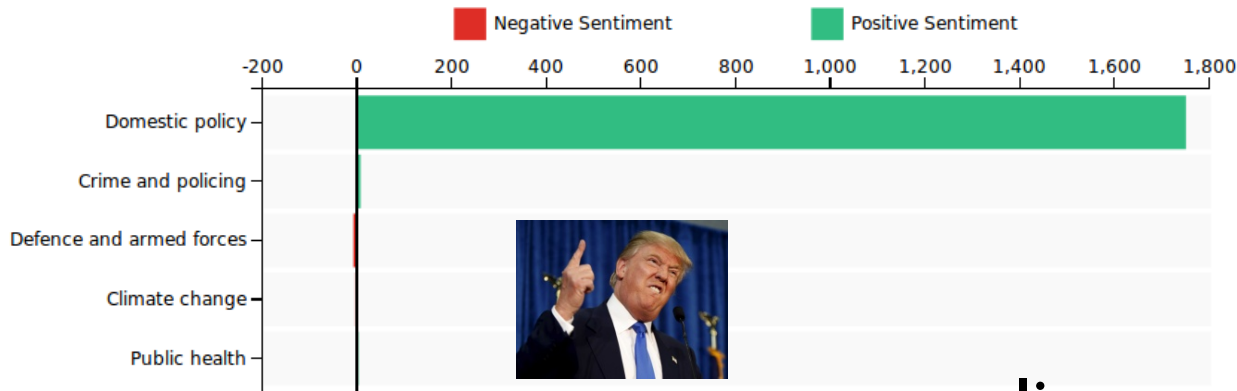 Negative Sentiment Positive Sentiment
-200 0 200 400 600 800 1,000 1,200 1,400 1,600 1,800
Domestic policy
Crime and policing
Defence and armed forces
Climate change
Public health